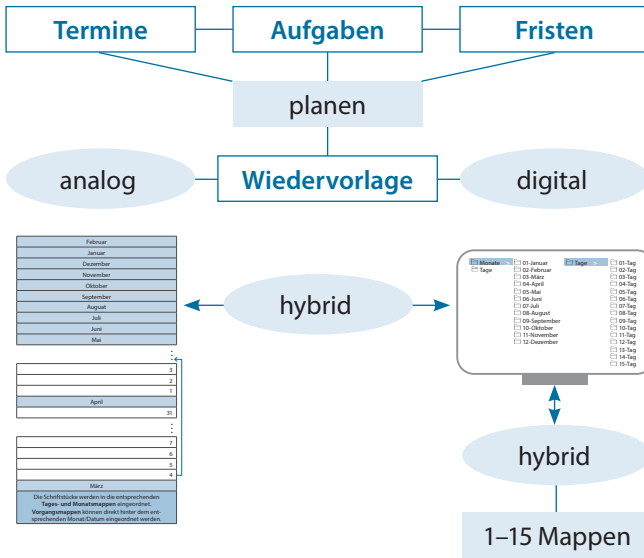 Termine
Aufgaben
Fristen
planen
analog
Wiedervorlage
digital
Februar
Januar
Dezember
November
Oktober
September
August
Juli
Juni
Mai
⋮
3
2
1
April
31
⋮
7
6
5
4
März
Die Schriftstücke werden in die entsprechenden
Tages- und Monatsmappen eingeordnet.
Vorgangsmappen können direkt hinter dem ent-
sprechenden Monat/Datum eingeordnet werden.
hybrid
Monate >
Tage
01-Januar
02-Februar
03-März
04-April
05-Mai
06-Juni
07-Juli
08-August
09-September
10-Oktober
11-November
12-Dezember
Tage >
01-Tag
02-Tag
03-Tag
04-Tag
05-Tag
06-Tag
07-Tag
08-Tag
09-Tag
10-Tag
11-Tag
12-Tag
13-Tag
14-Tag
15-Tag
hybrid
1–15 Mappen